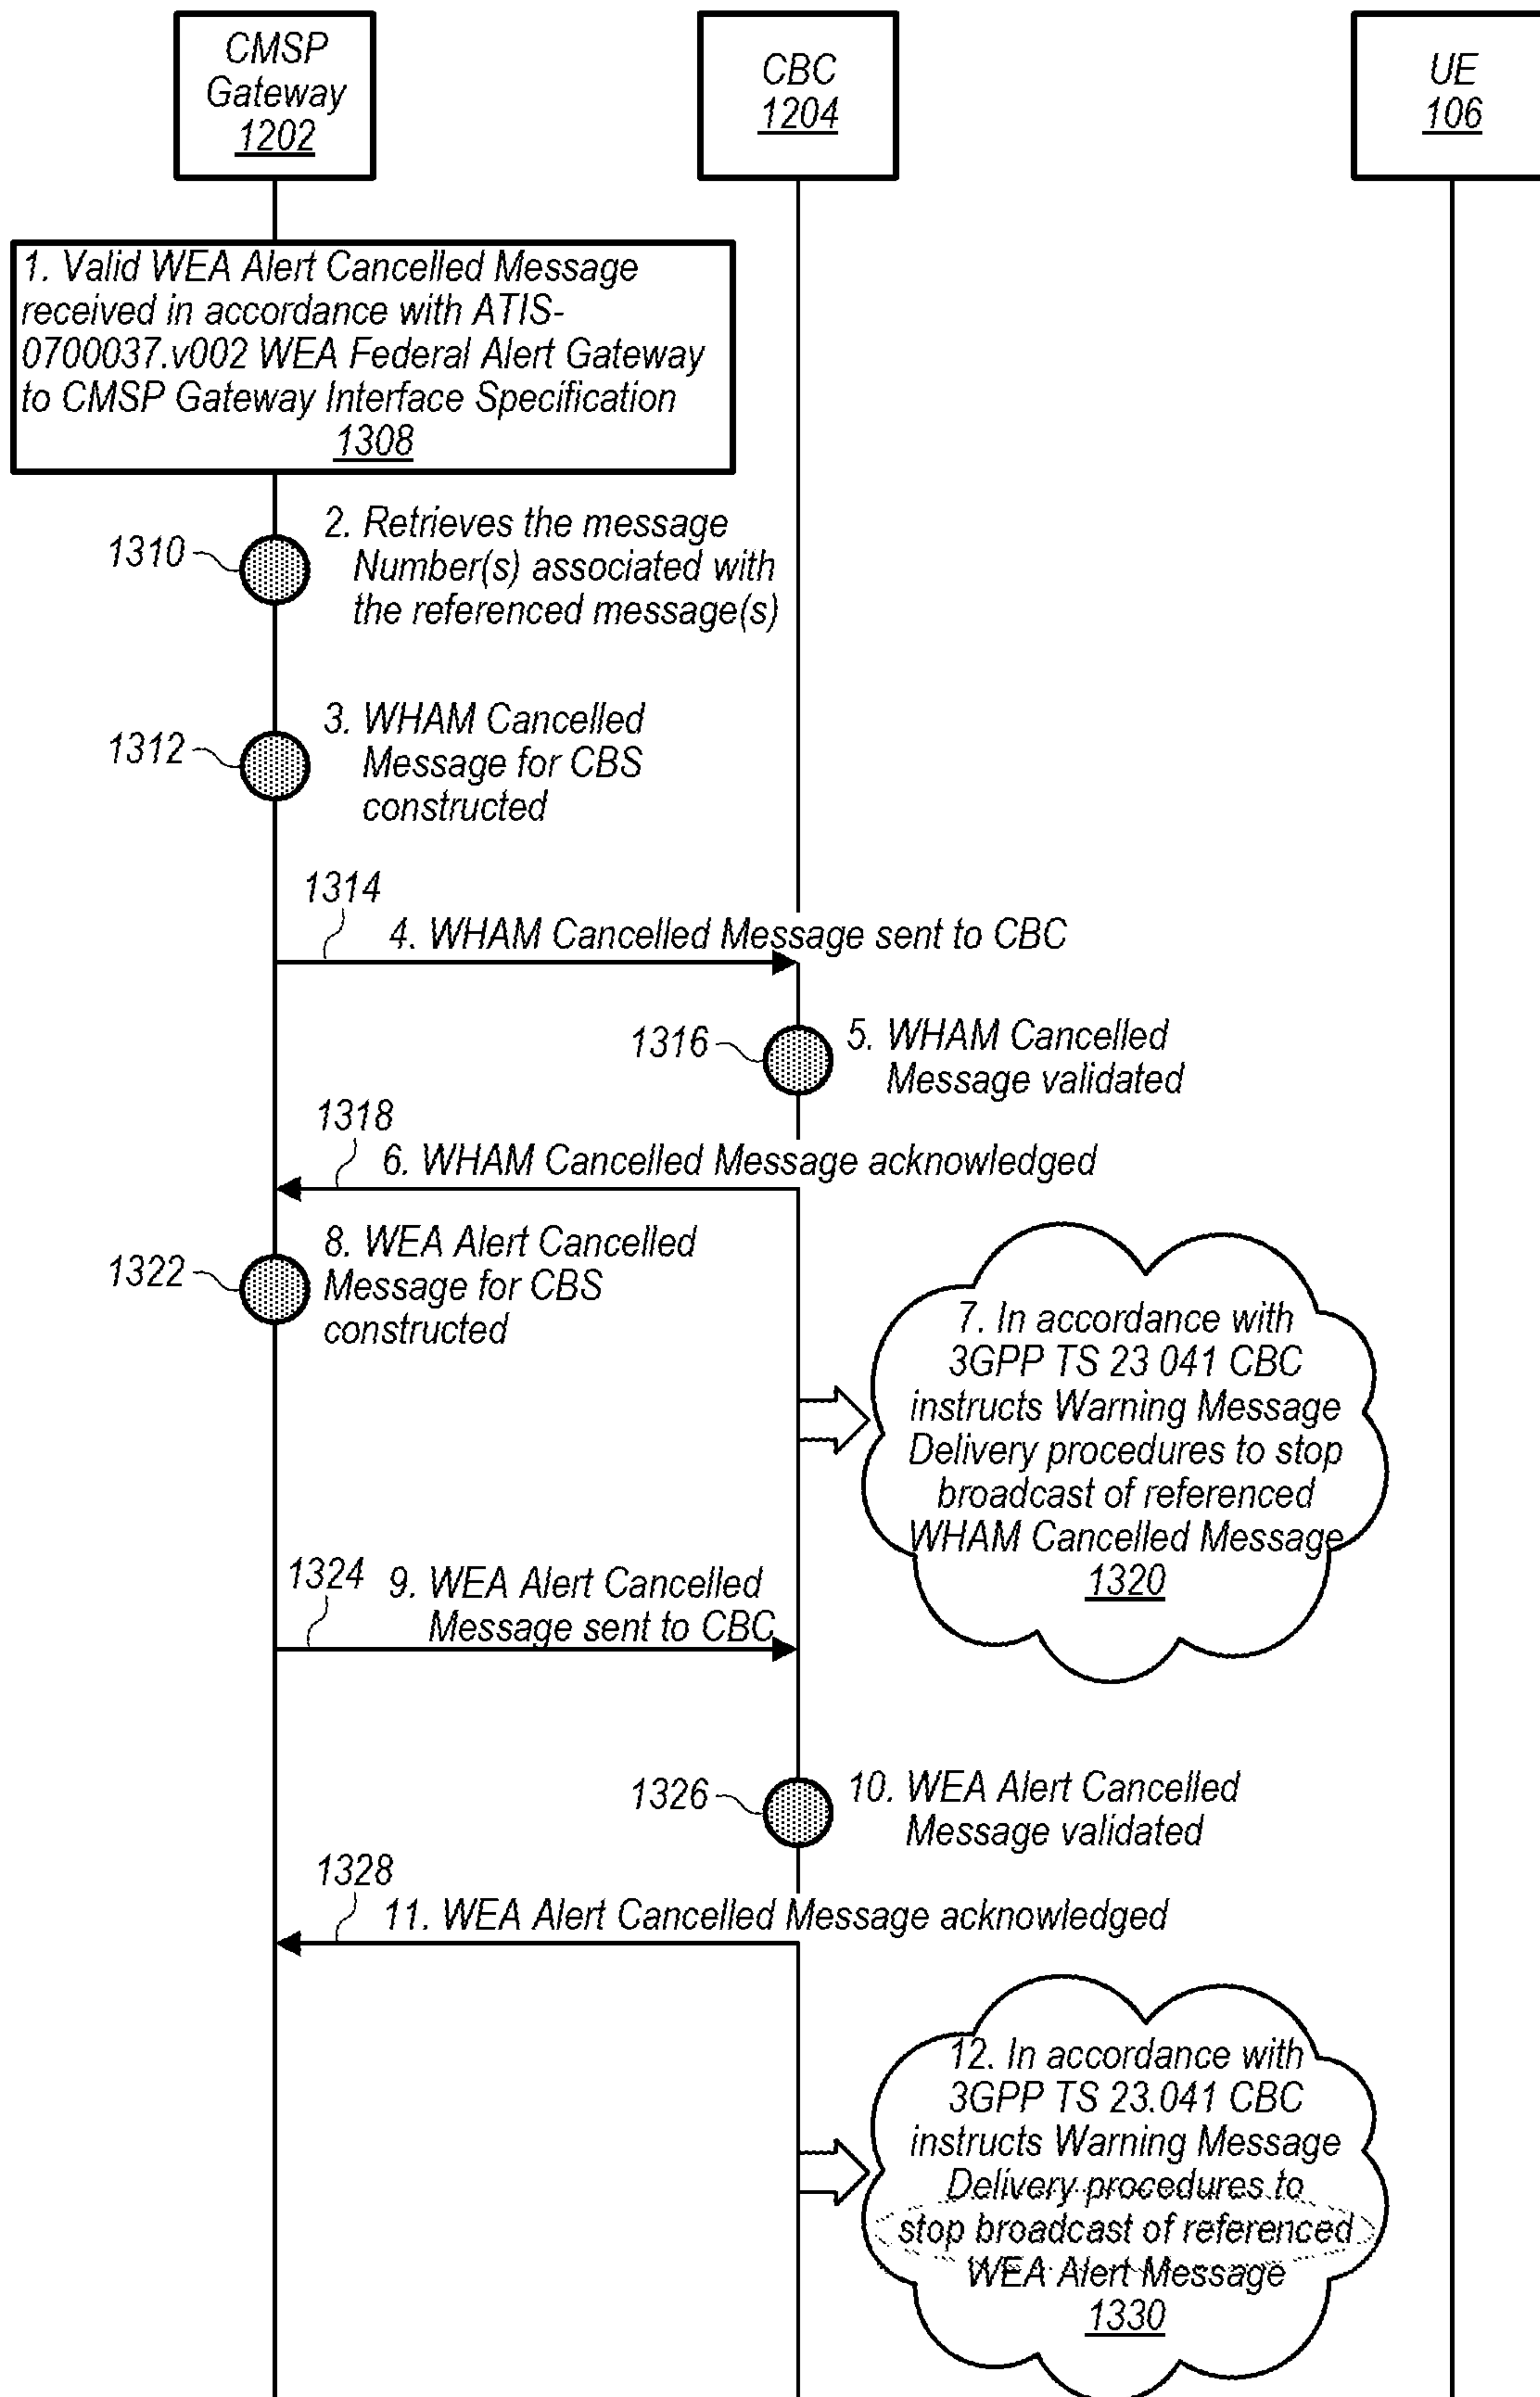 CMSP
Gateway
1202
CBC
1204
UE
106
1. Valid WEA Alert Cancelled Message
received in accordance with ATIS-
0700037.v002 WEA Federal Alert Gateway
to CMSP Gateway Interface Specification
1308
1310
2. Retrieves the message
Number(s) associated with
the referenced message(s)
1312
3. WHAM Cancelled
Message for CBS
constructed
1314
4. WHAM Cancelled Message sent to CBC
1316
5. WHAM Cancelled
Message validated
1318
6. WHAM Cancelled Message acknowledged
1322
8. WEA Alert Cancelled
Message for CBS
constructed
7. In accordance with
3GPP TS 23 041 CBC
instructs Warning Message
Delivery procedures to stop
broadcast of referenced
WHAM Cancelled Message
1320
1324
9. WEA Alert Cancelled
Message sent to CBC
1326
10. WEA Alert Cancelled
Message validated
1328
11. WEA Alert Cancelled Message acknowledged
12. In accordance with
3GPP TS 23.041 CBC
instructs Warning Message
Delivery procedures to
stop broadcast of referenced
WEA Alert Message
1330